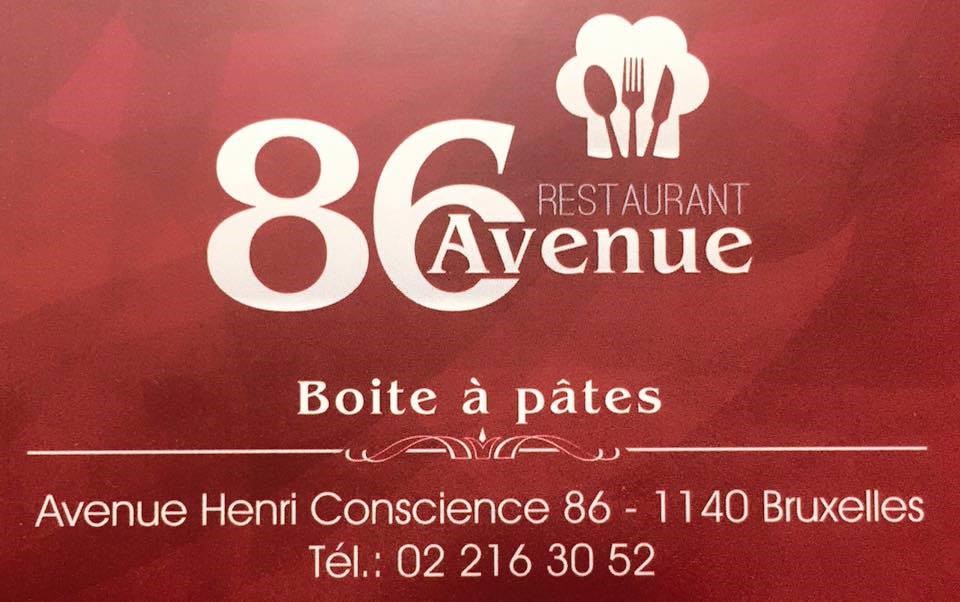 86
RESTAURANT
Avenue
Boite à pâtes
Avenue Henri Conscience 86 - 1140 Bruxelles
Tél.: 02 216 30 52